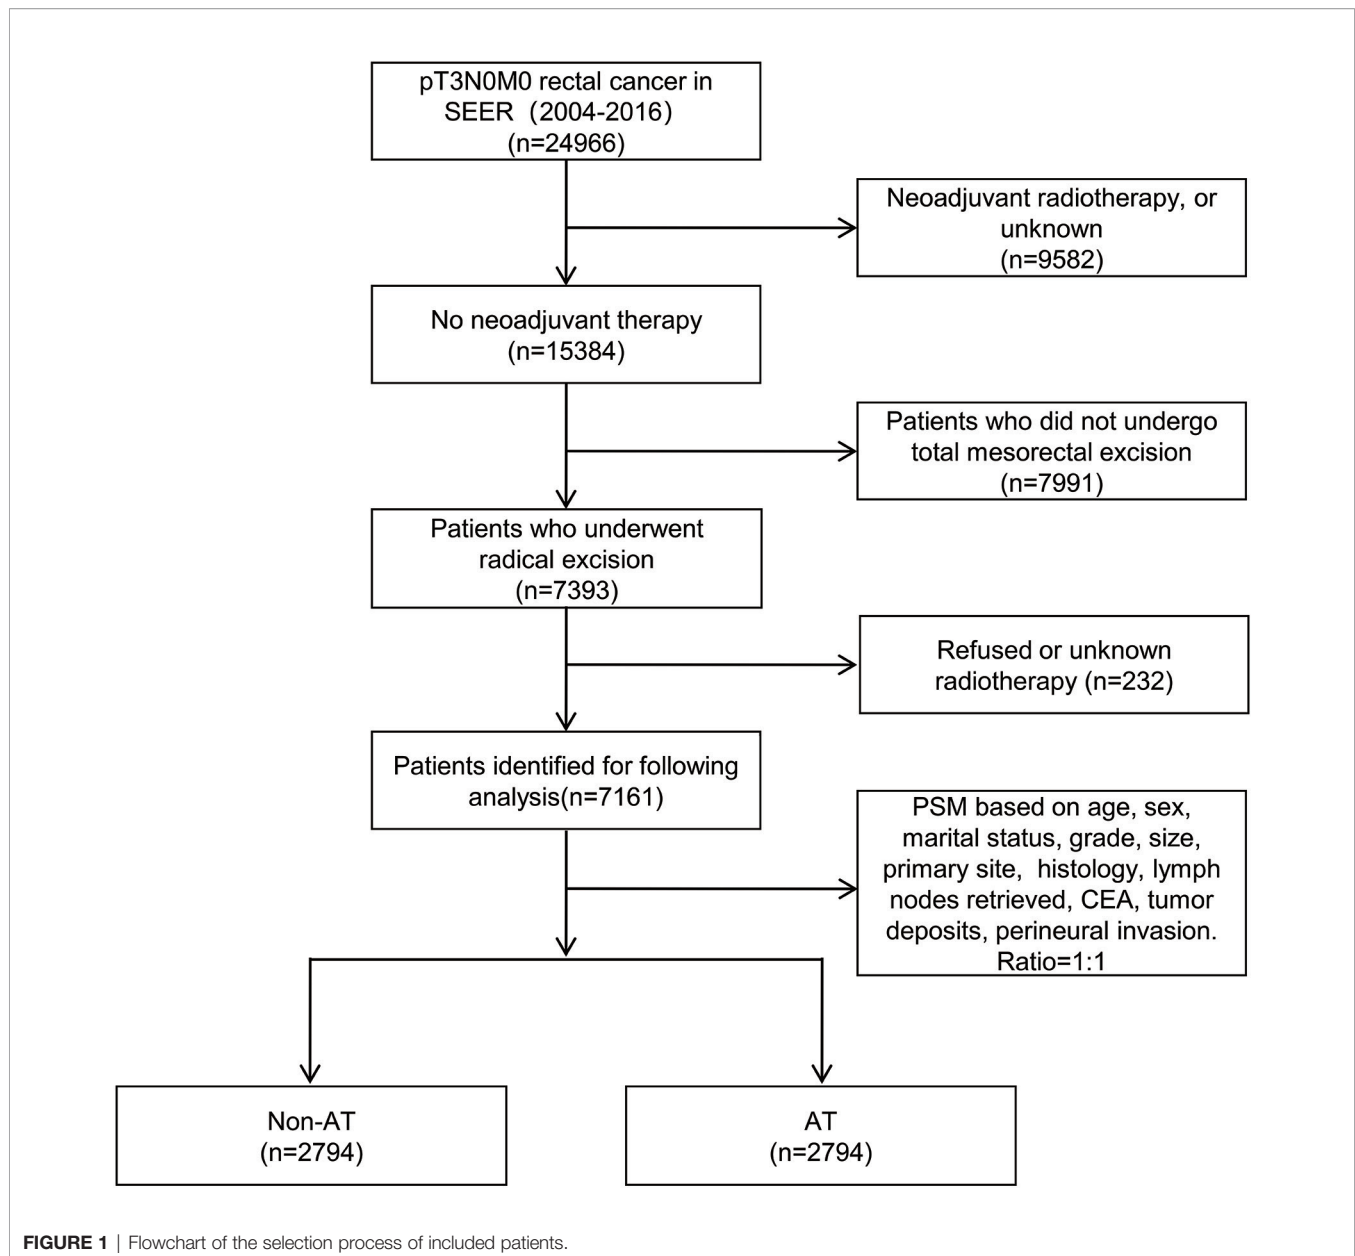 pT3N0M0 rectal cancer in
SEER (2004-2016)
(n=24966)
Neoadjuvant radiotherapy, or
unknown
(n=9582)
No neoadjuvant therapy
(n=15384)
Patients who did not undergo
total mesorectal excision
(n=7991)
Patients who underwent
radical excision
(n=7393)
Refused or unknown
radiotherapy (n=232)
Patients identified for following
analysis(n=7161)
PSM based on age, sex,
marital status, grade, size,
primary site, histology, lymph
nodes retrieved, CEA, tumor
deposits, perineural invasion.
Ratio=1:1
Non-AT
(n=2794)
AT
(n=2794)
FIGURE 1 | Flowchart of the selection process of included patients.